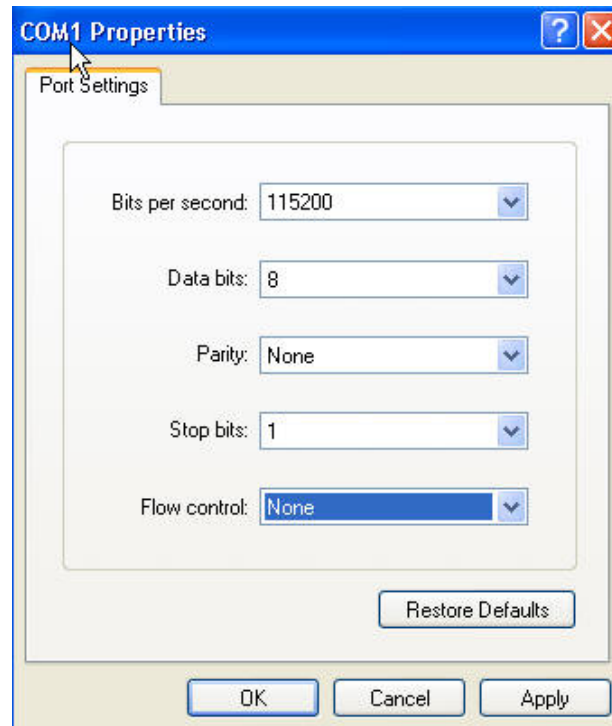 COM1 Properties
Port Settings
Bits per second: 115200
Data bits: 8
Parity: None
Stop bits: 1
Flow control: None
Restore Defaults
OK Cancel Apply